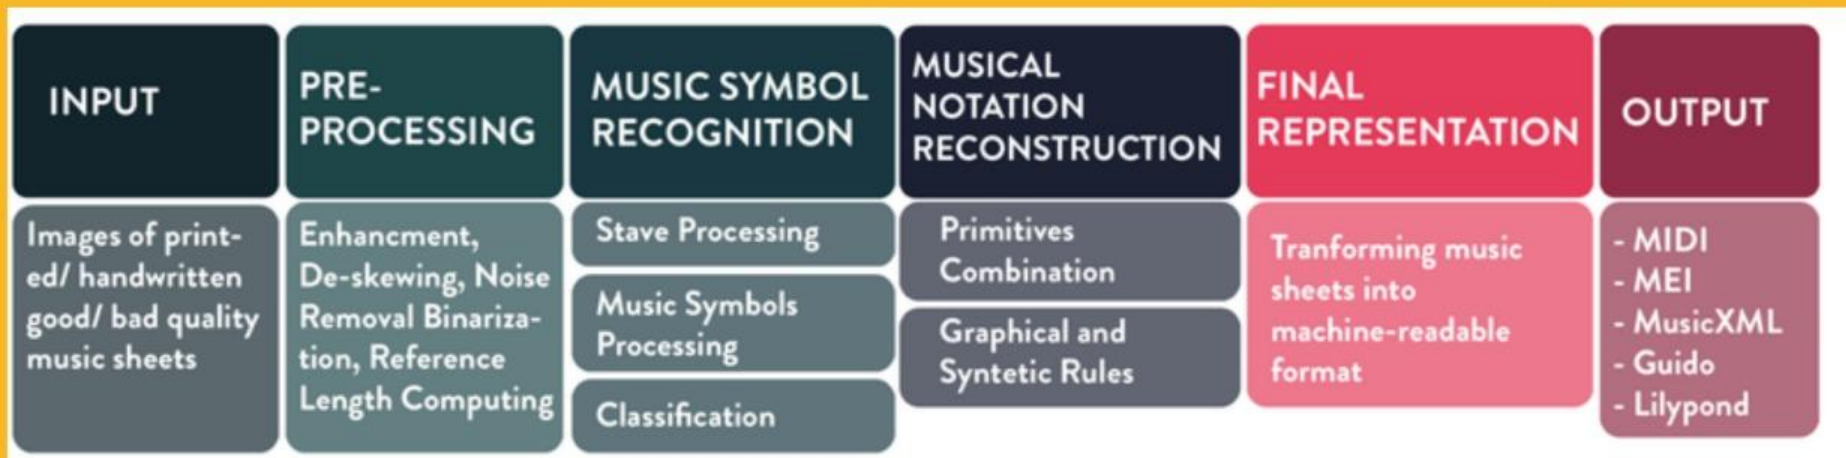 INPUT
Images of print-
ed/ handwritten
good/ bad quality
music sheets
PRE-
PROCESSING
Enhancment,
De-skewing, Noise
Removal Binariza-
tion, Reference
Length Computing
MUSIC SYMBOL
RECOGNITION
Stave Processing
Music Symbols
Processing
Classification
MUSICAL
NOTATION
RECONSTRUCTION
Primitives
Combination
Graphical and
Syntetic Rules
FINAL
REPRESENTATION
Tranforming music
sheets into
machine-readable
format
OUTPUT
- MIDI
- MEI
- MusicXML
- Guido
- Lilypond